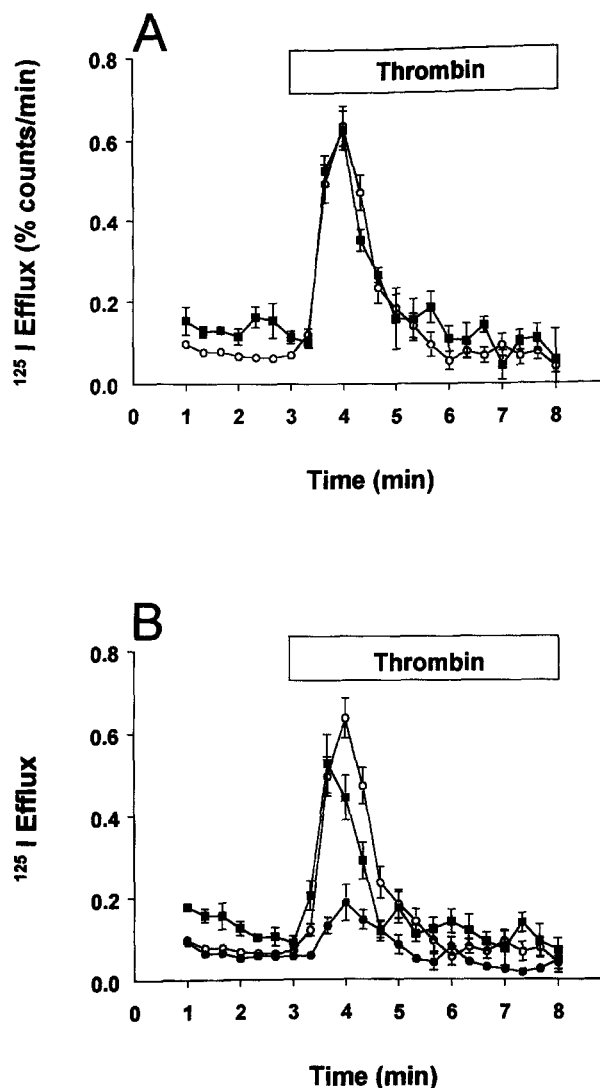 A
Thrombin
¹²⁵ I Efflux (% counts/min)
0.8
0.6
0.4
0.2
0.0
0 1 2 3 4 5 6 7 8
Time (min)
B
Thrombin
¹²⁵ I Efflux
0.8
0.6
0.4
0.2
0.0
0 1 2 3 4 5 6 7 8
Time (min)